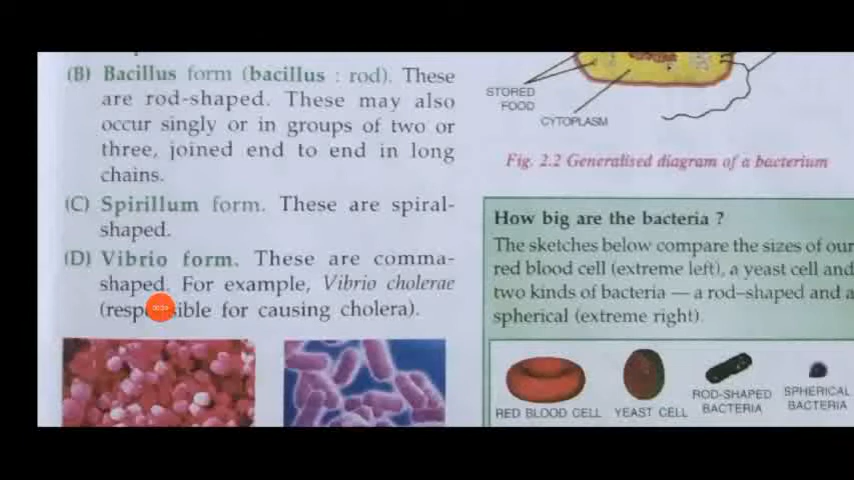 (B) Bacillus form (bacillus : rod). These
are rod-shaped. These may also
occur singly or in groups of two or
three, joined end to end in long
chains.
(C) Spirillum form. These are spiral-
shaped.
(D) Vibrio form. These are comma-
shaped. For example, Vibrio cholerae
(responsible for causing cholera).
STORED
FOOD
CYTOPLASM
Fig. 2.2 Generalised diagram of a bacterium
How big are the bacteria ?
The sketches below compare the sizes of our
red blood cell (extreme left), a yeast cell and
two kinds of bacteria — a rod-shaped and a
spherical (extreme right).
RED BLOOD CELL
YEAST CELL
ROD-SHAPED
BACTERIA
SPHERICAL
BACTERIA